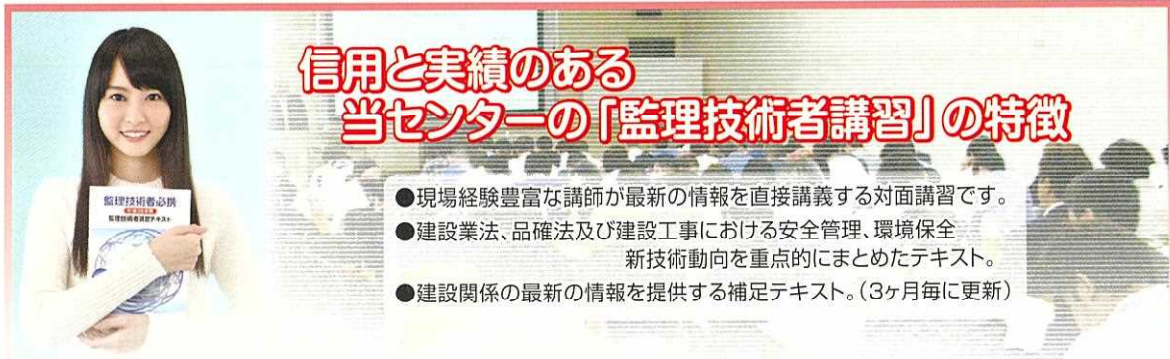 信用と実績のある
当センターの「監理技術者講習」の特徴
監理技術者必携
監理技術者講習テキスト
●現場経験豊富な講師が最新の情報を直接講義する対面講習です。
●建設業法、品確法及び建設工事における安全管理、環境保全
新技術動向を重点的にまとめたテキスト。
●建設関係の最新の情報を提供する補足テキスト。(3ヶ月毎に更新)